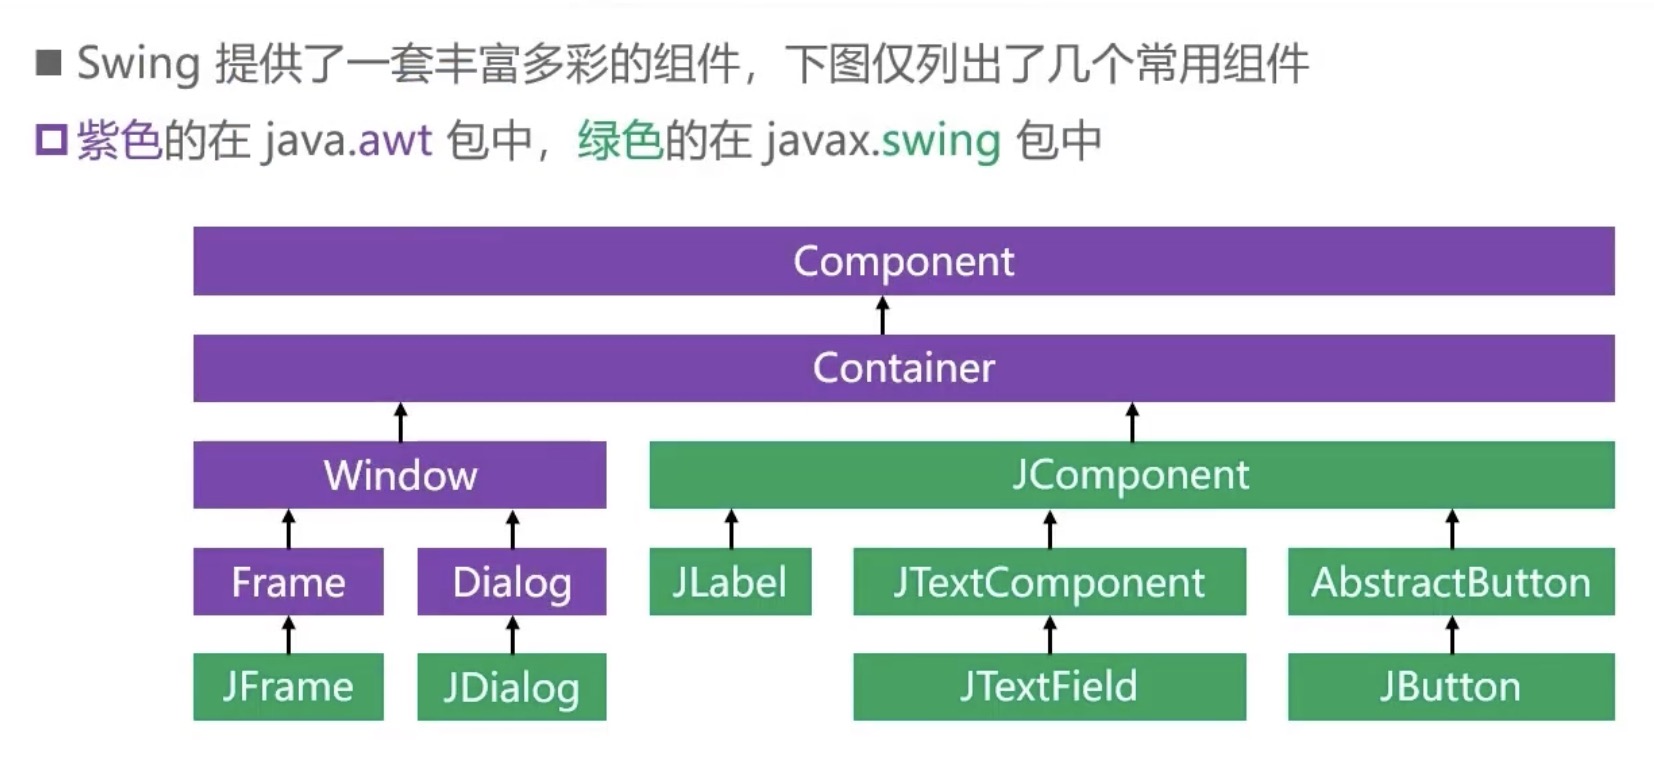 Swing 提供了一套丰富多彩的组件，下图仅列出了几个常用组件
紫色的在 java.awt 包中，绿色的在 javax.swing 包中
Component
Container
Window JComponent
Frame Dialog JLabel JTextComponent AbstractButton
JFrame JDialog JTextField JButton